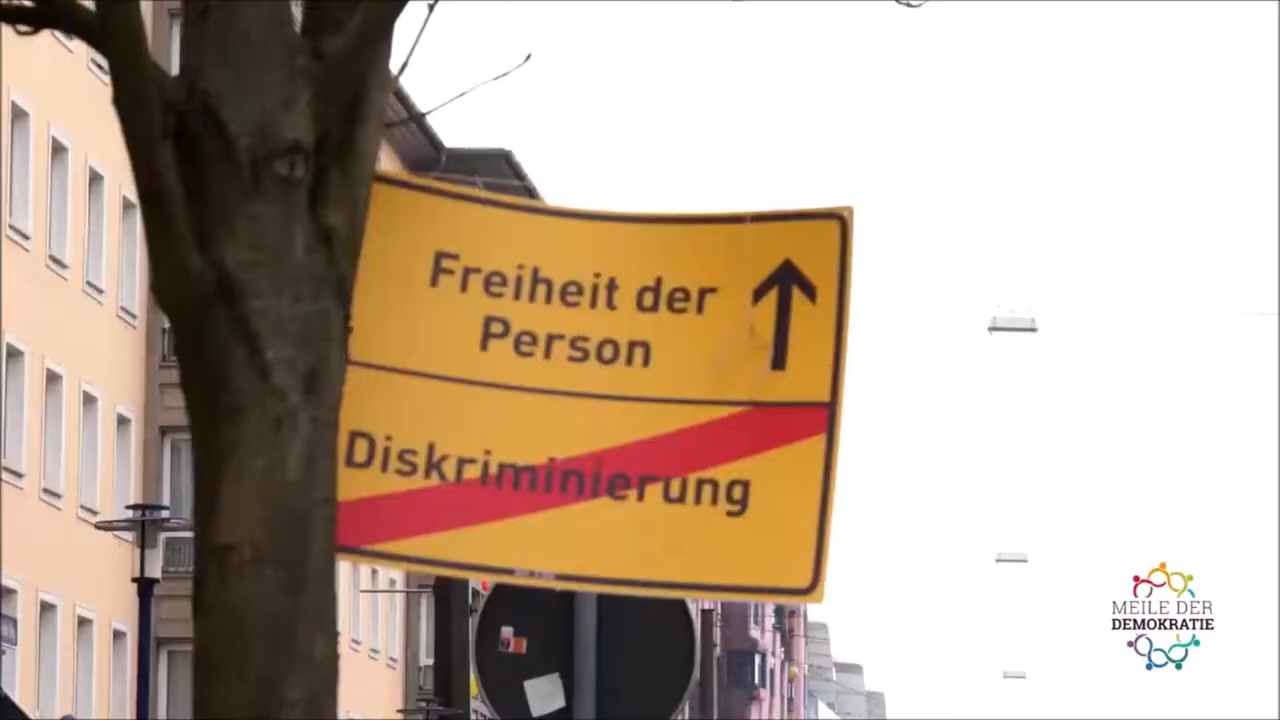 Freiheit der
Person
Diskriminierung
MEILE DER
DEMOKRATIE